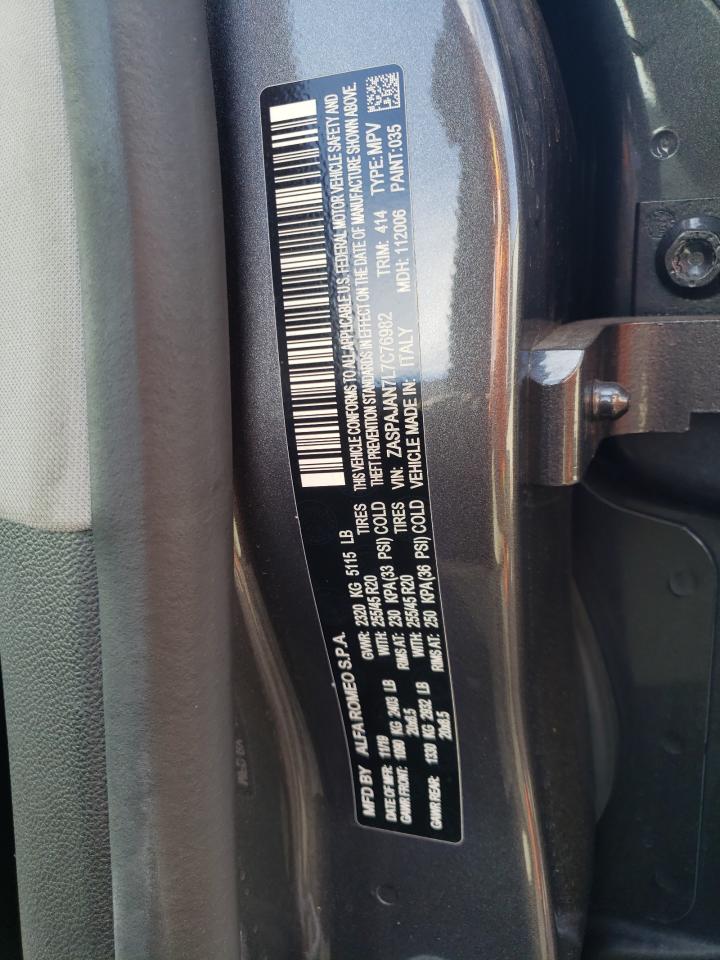 MFD BY ALFA ROMEO S.P.A.
DATE OF MFR: 11/19 GVWR: 2320 KG 5115 LB TIRES
GAWR FRONT: 1090 KG 2403 LB WITH: 255/45 R20
20x8.5 RIMS AT: 230 KPA(33 PSI) COLD
GAWR REAR: 1330 KG 2932 LB WITH: 255/45 R20 TIRES
20x8.5 RIMS AT: 250 KPA(36 PSI) COLD
THIS VEHICLE CONFORMS TO ALL APPLICABLE U.S. FEDERAL MOTOR VEHICLE SAFETY AND
THEFT PREVENTION STANDARDS IN EFFECT ON THE DATE OF MANUFACTURE SHOWN ABOVE.
VIN: ZASPAJAN7L7C76982 TRIM: 414 TYPE: MPV
VEHICLE MADE IN: ITALY MDH: 112006 PAINT: 035